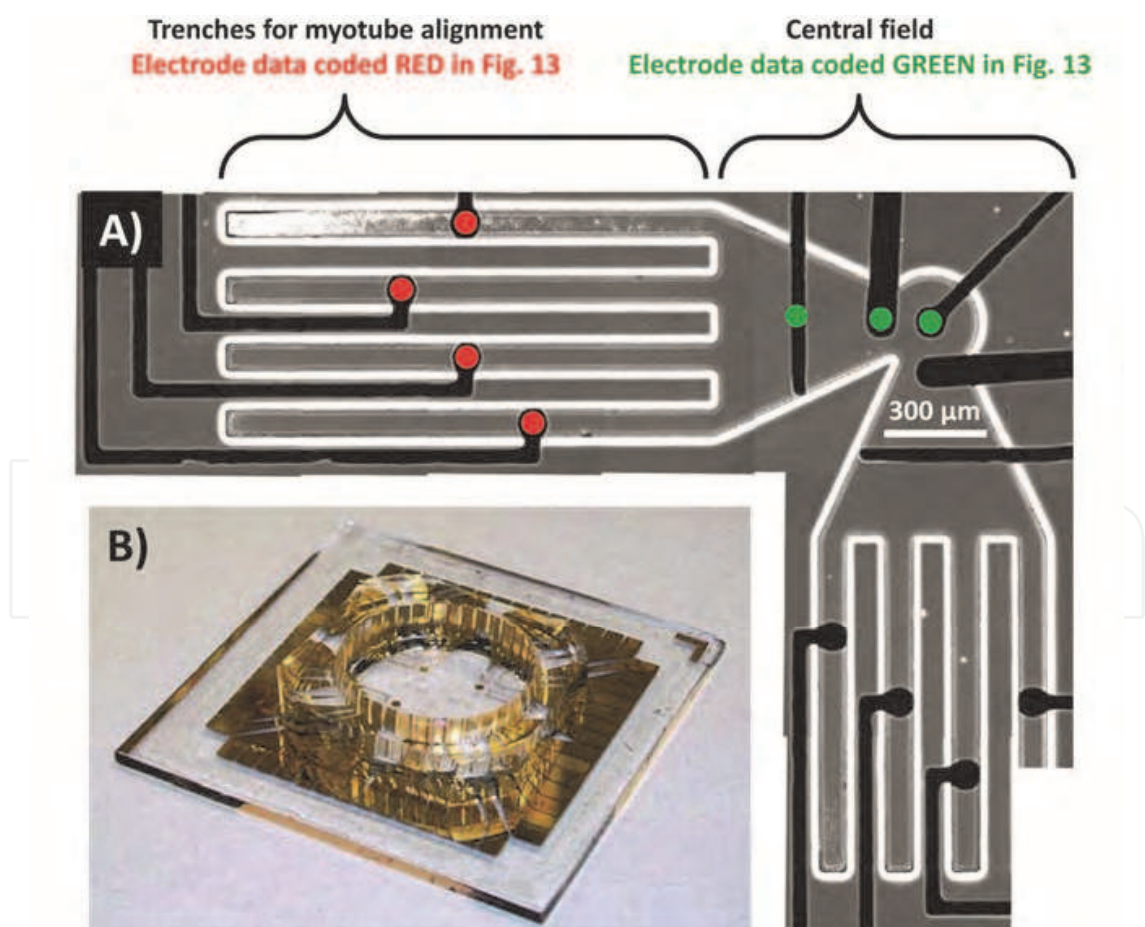 Trenches for myotube alignment
Electrode data coded RED in Fig. 13
Central field
Electrode data coded GREEN in Fig. 13
A)
300 μm
B)